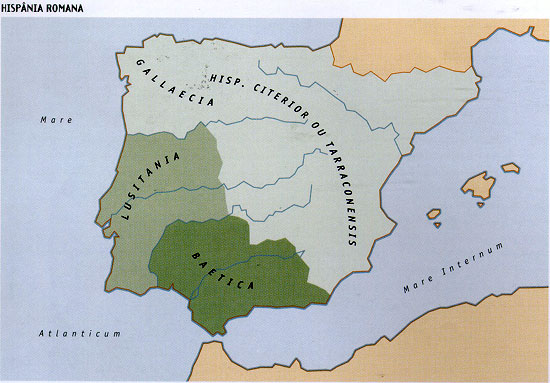 HISPÂNIA ROMANA
GALLAECIA
HISP. CITERIOR OU TARRACONENSIS
Mare
LUSITANIA
BAETICA
Mare Internum
Atlanticum